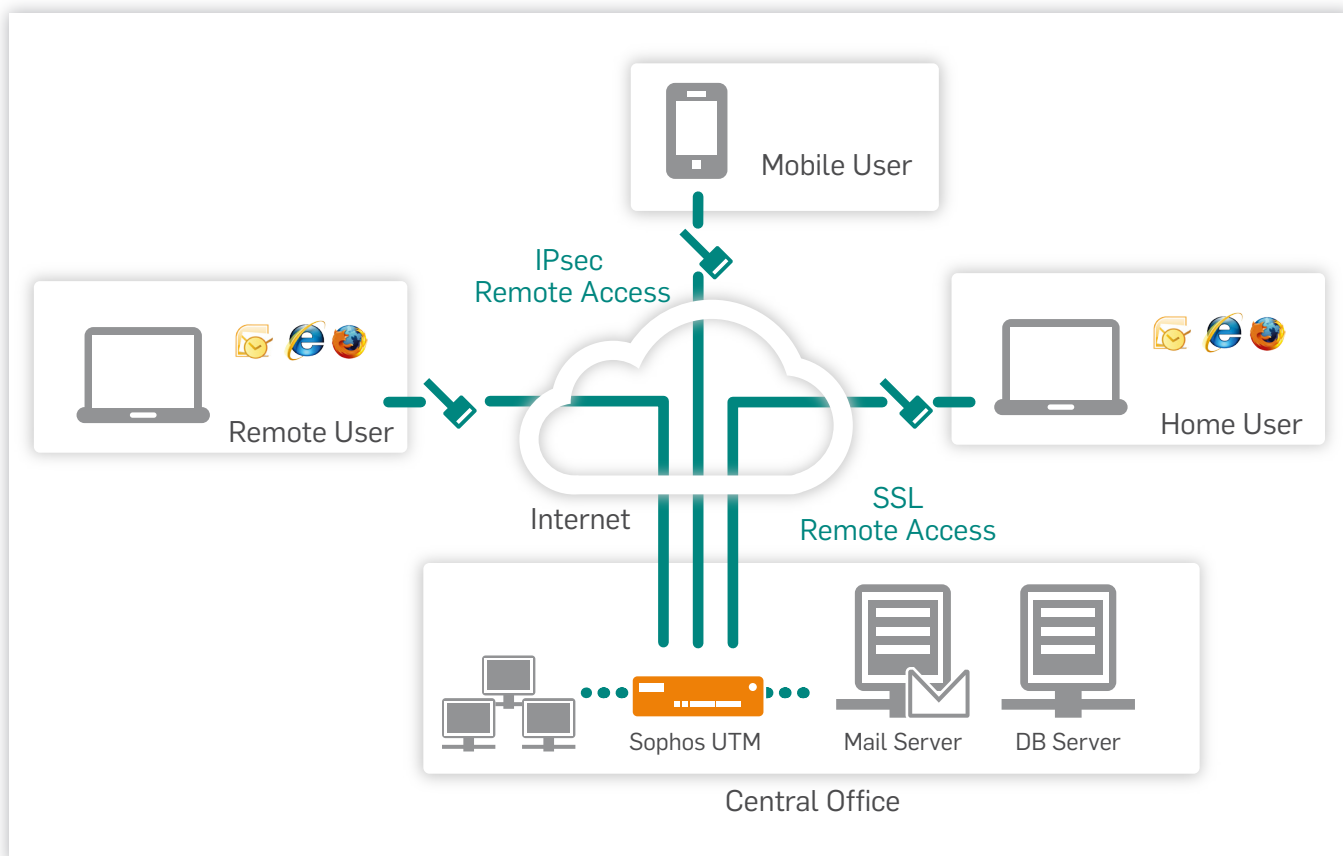 Mobile User
IPsec
Remote Access
Remote User
Home User
Internet
SSL
Remote Access
Sophos UTM
Mail Server
DB Server
Central Office